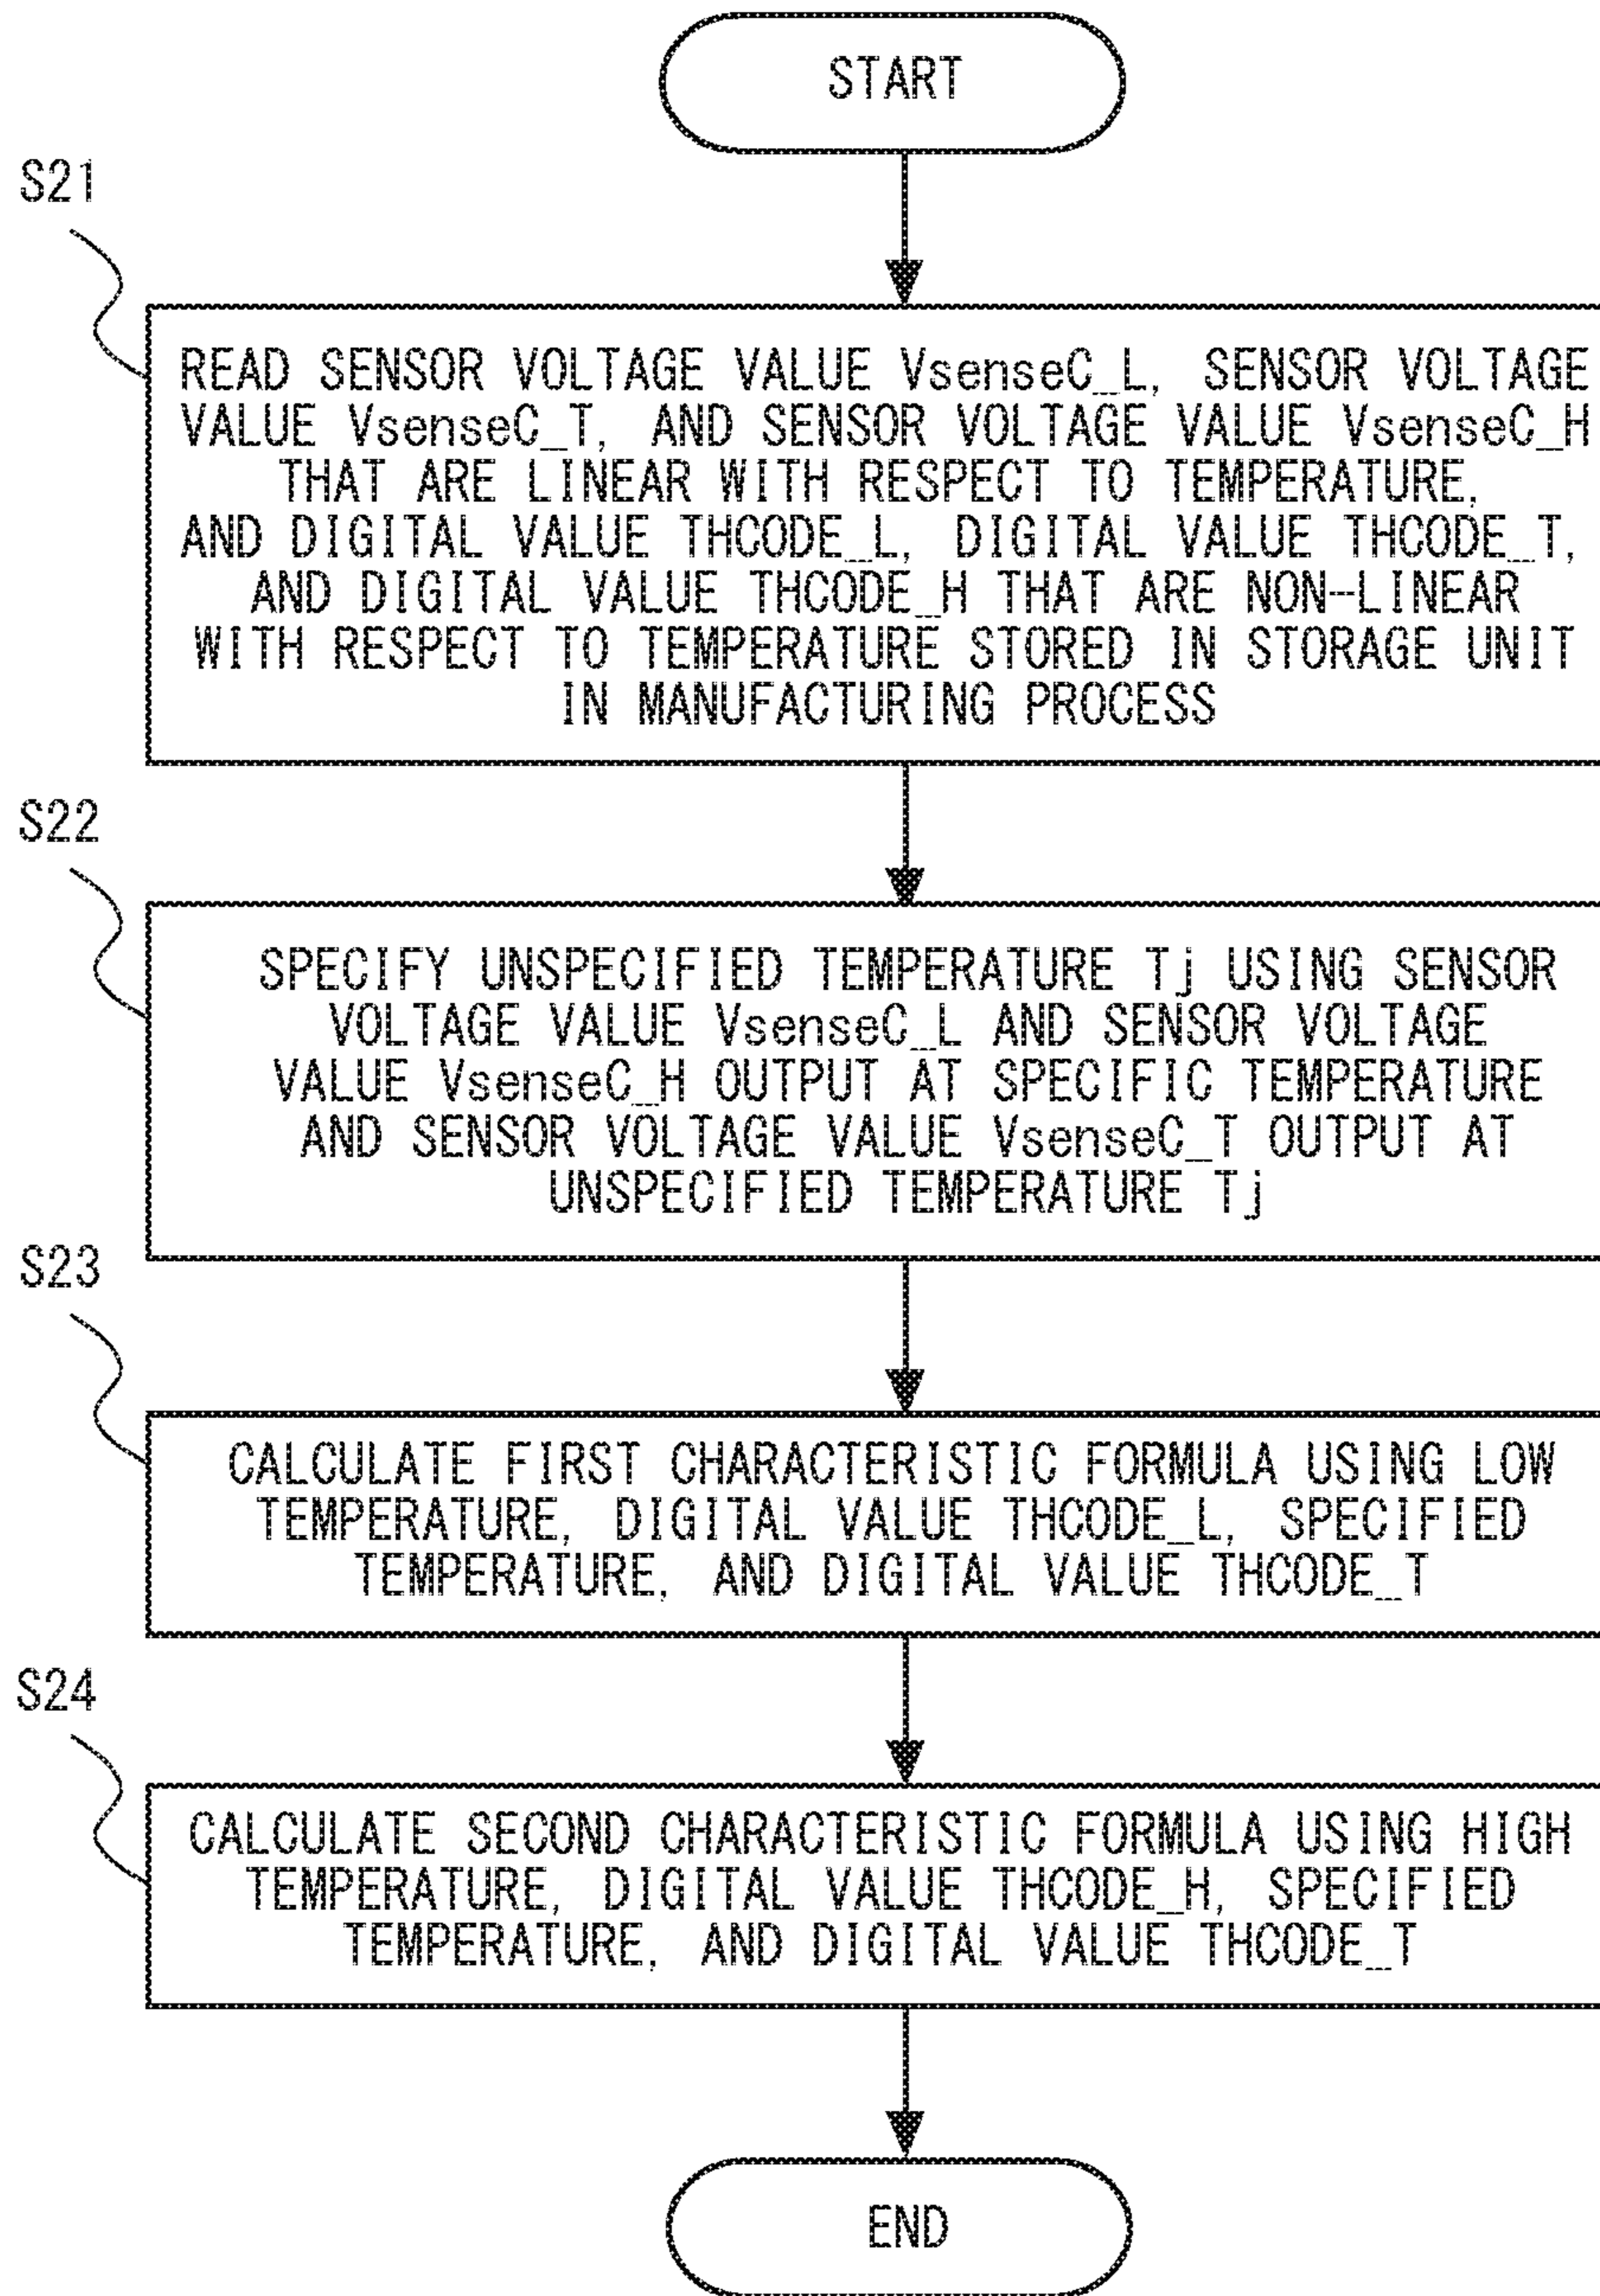 START
S21
READ SENSOR VOLTAGE VALUE VsenseC_L, SENSOR VOLTAGE
VALUE VsenseC_T, AND SENSOR VOLTAGE VALUE VsenseC_H
THAT ARE LINEAR WITH RESPECT TO TEMPERATURE,
AND DIGITAL VALUE THCODE_L, DIGITAL VALUE THCODE_T,
AND DIGITAL VALUE THCODE_H THAT ARE NON-LINEAR
WITH RESPECT TO TEMPERATURE STORED IN STORAGE UNIT
IN MANUFACTURING PROCESS
S22
SPECIFY UNSPECIFIED TEMPERATURE Tj USING SENSOR
VOLTAGE VALUE VsenseC_L AND SENSOR VOLTAGE
VALUE VsenseC_H OUTPUT AT SPECIFIC TEMPERATURE
AND SENSOR VOLTAGE VALUE VsenseC_T OUTPUT AT
UNSPECIFIED TEMPERATURE Tj
S23
CALCULATE FIRST CHARACTERISTIC FORMULA USING LOW
TEMPERATURE, DIGITAL VALUE THCODE_L, SPECIFIED
TEMPERATURE, AND DIGITAL VALUE THCODE_T
S24
CALCULATE SECOND CHARACTERISTIC FORMULA USING HIGH
TEMPERATURE, DIGITAL VALUE THCODE_H, SPECIFIED
TEMPERATURE, AND DIGITAL VALUE THCODE_T
END